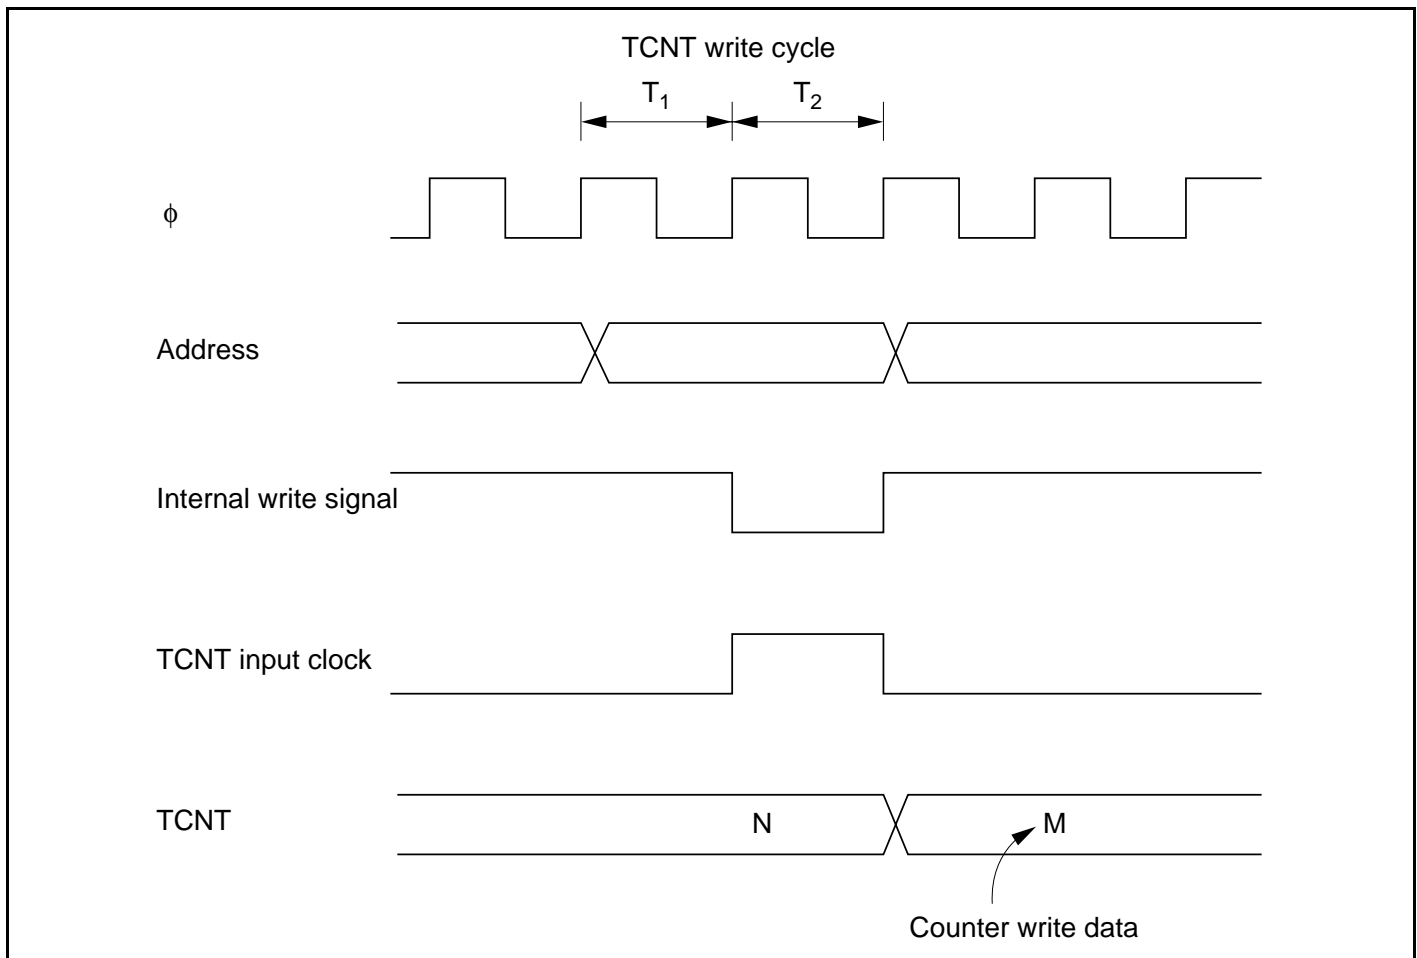 TCNT write cycle
T1 T2
ϕ
Address
Internal write signal
TCNT input clock
TCNT N M
Counter write data